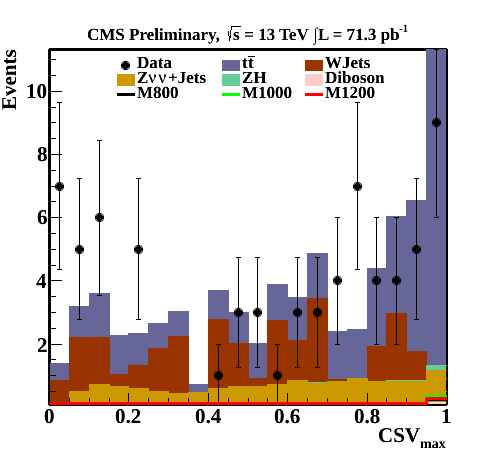 CMS Preliminary, √s = 13 TeV ∫L = 71.3 pb⁻¹
Events
Data tt̄ WJets
Zνν+Jets ZH Diboson
M800 M1000 M1200
10
8
6
4
2
0 0.2 0.4 0.6 0.8 1
CSVmax